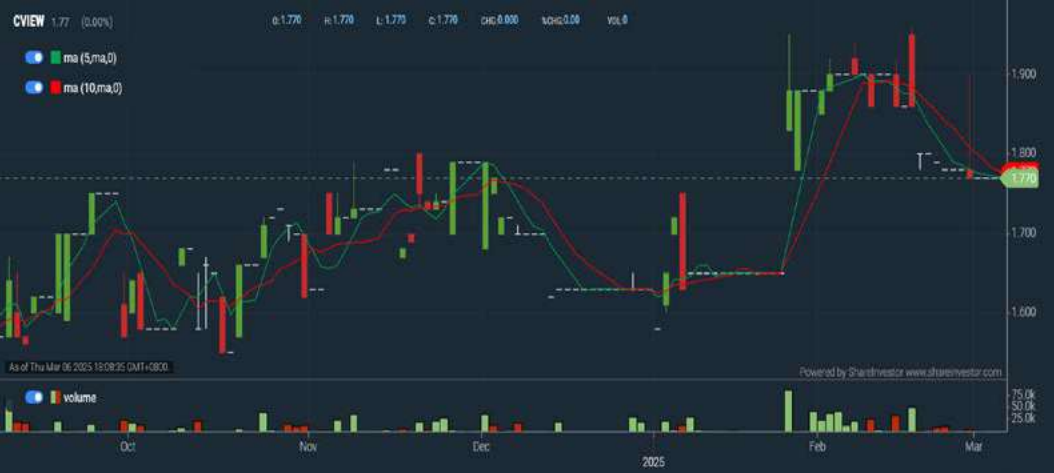 CVIEW 1.77 (0.00%) O:1.770 H:1.770 L:1.770 C:1.770 CHG:0.000 %CHG:0.00 VOL:0
ma (5,ma,0)
ma (10,ma,0)
1.900
1.800
1.770
1.700
1.600
As of Thu Mar 06 2025 18:08:35 GMT+0800
Powered by ShareInvestor www.shareinvestor.com
volume
75.0k
50.0k
25.0k
Oct Nov Dec 2025 Feb Mar